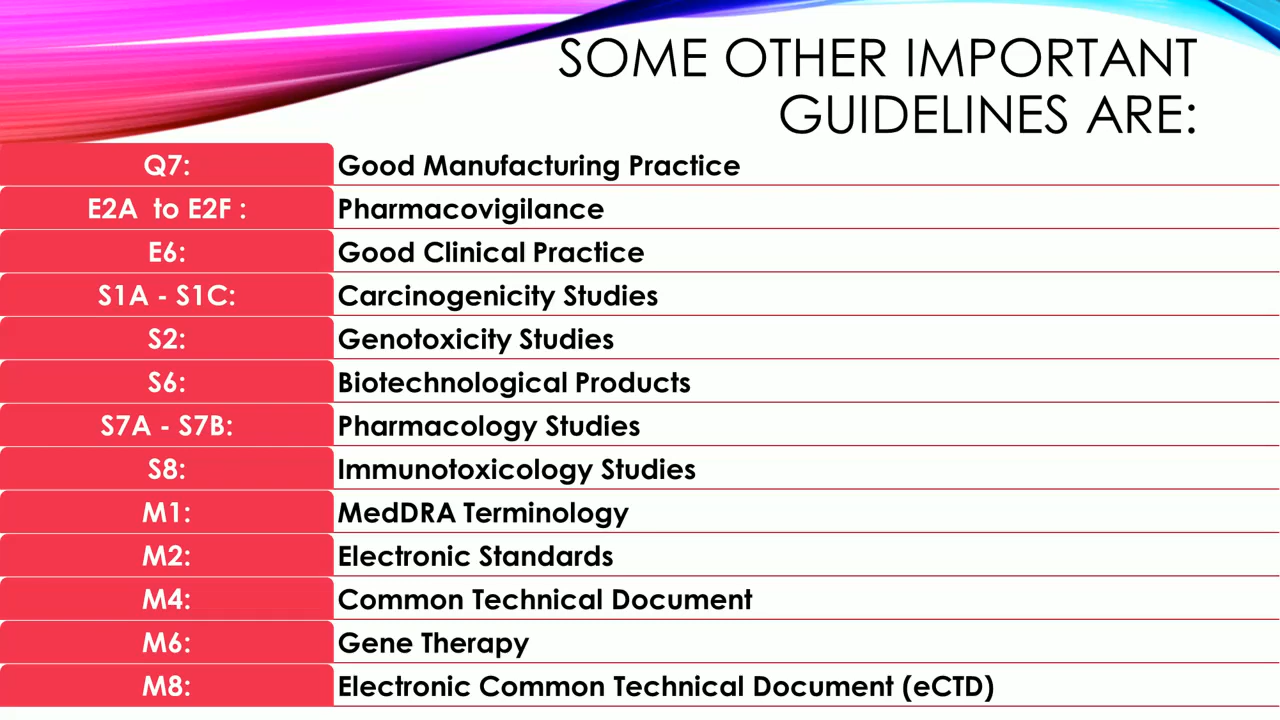 SOME OTHER IMPORTANT
GUIDELINES ARE:
Q7: Good Manufacturing Practice
E2A to E2F : Pharmacovigilance
E6: Good Clinical Practice
S1A - S1C: Carcinogenicity Studies
S2: Genotoxicity Studies
S6: Biotechnological Products
S7A - S7B: Pharmacology Studies
S8: Immunotoxicology Studies
M1: MedDRA Terminology
M2: Electronic Standards
M4: Common Technical Document
M6: Gene Therapy
M8: Electronic Common Technical Document (eCTD)